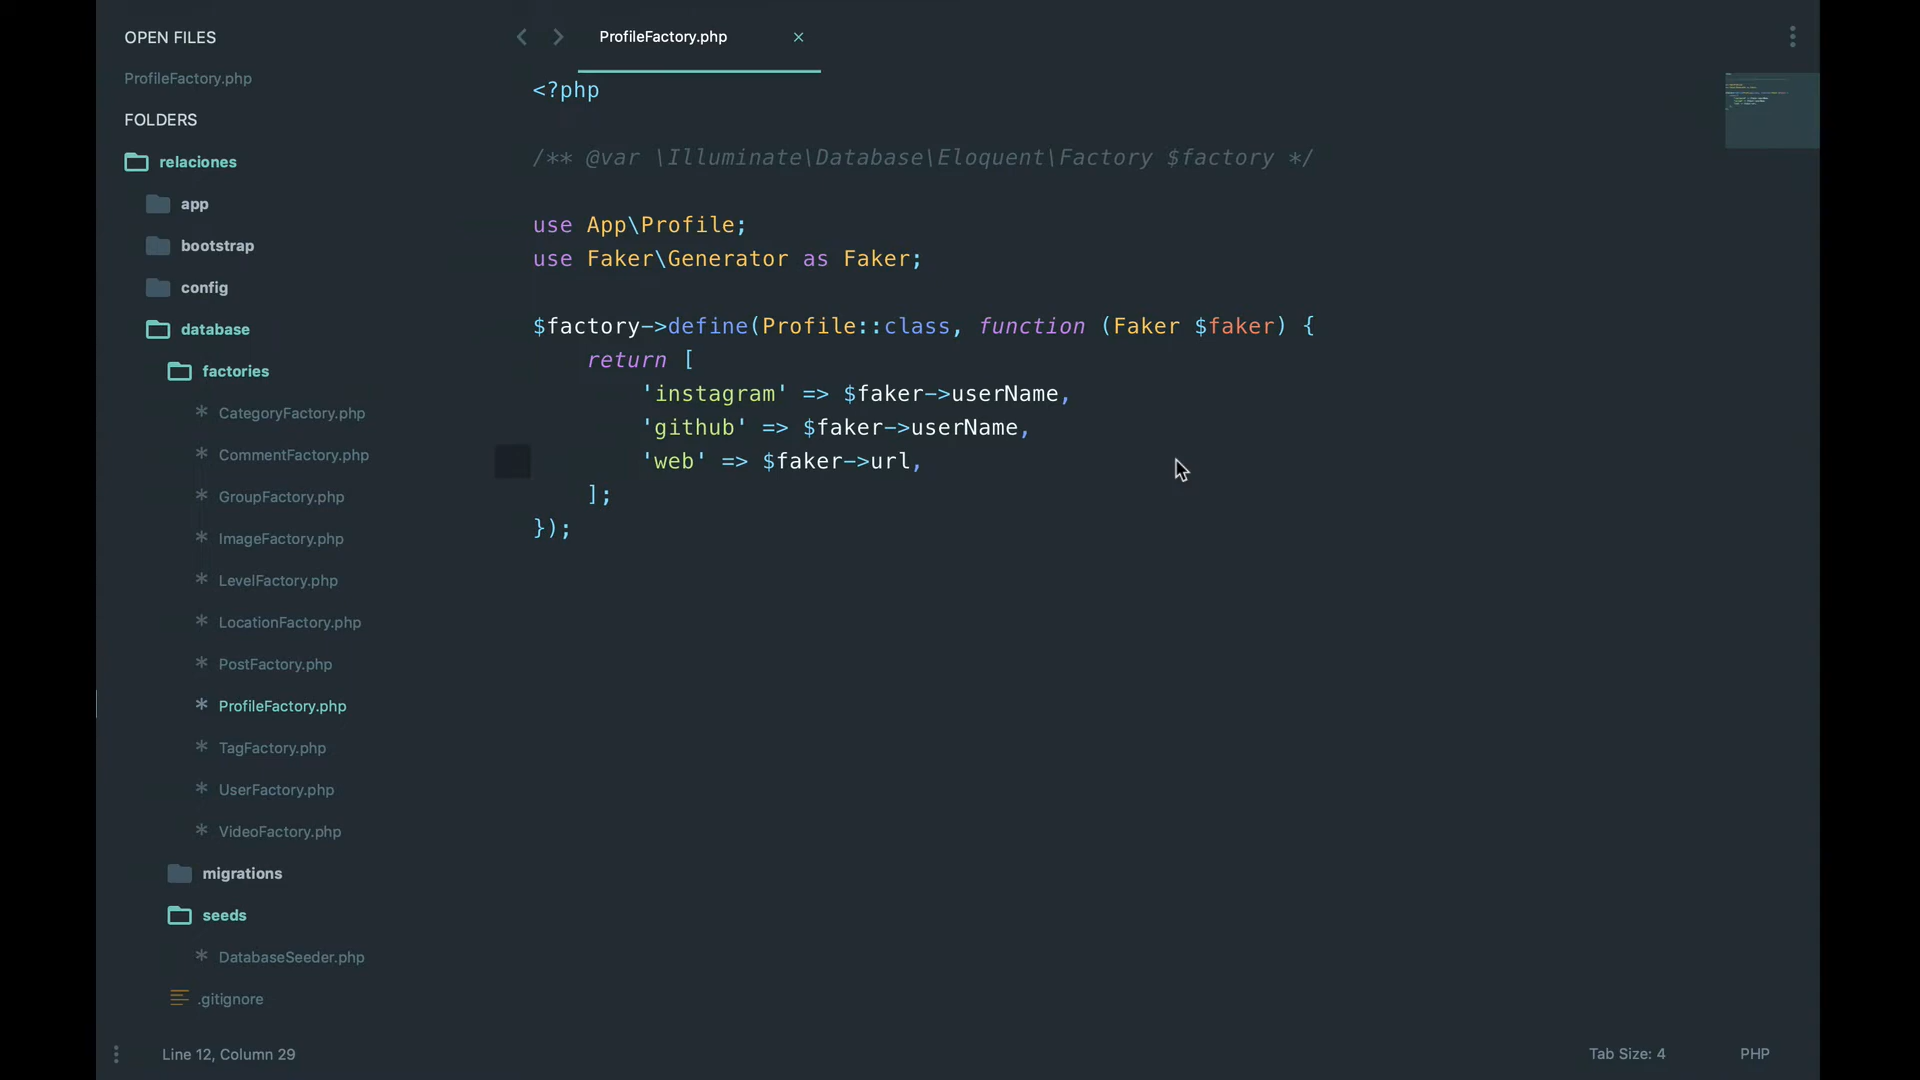 OPEN FILES
ProfileFactory.php
FOLDERS
relaciones
app
bootstrap
config
database
factories
* CategoryFactory.php
* CommentFactory.php
* GroupFactory.php
* ImageFactory.php
* LevelFactory.php
* LocationFactory.php
* PostFactory.php
* ProfileFactory.php
* TagFactory.php
* UserFactory.php
* VideoFactory.php
migrations
seeds
* DatabaseSeeder.php
.gitignore
ProfileFactory.php ×
<?php
/** @var \Illuminate\Database\Eloquent\Factory $factory */
use App\Profile;
use Faker\Generator as Faker;
$factory->define(Profile::class, function (Faker $faker) {
    return [
        'instagram' => $faker->userName,
        'github' => $faker->userName,
        'web' => $faker->url,
    ];
});
Line 12, Column 29
Tab Size: 4
PHP